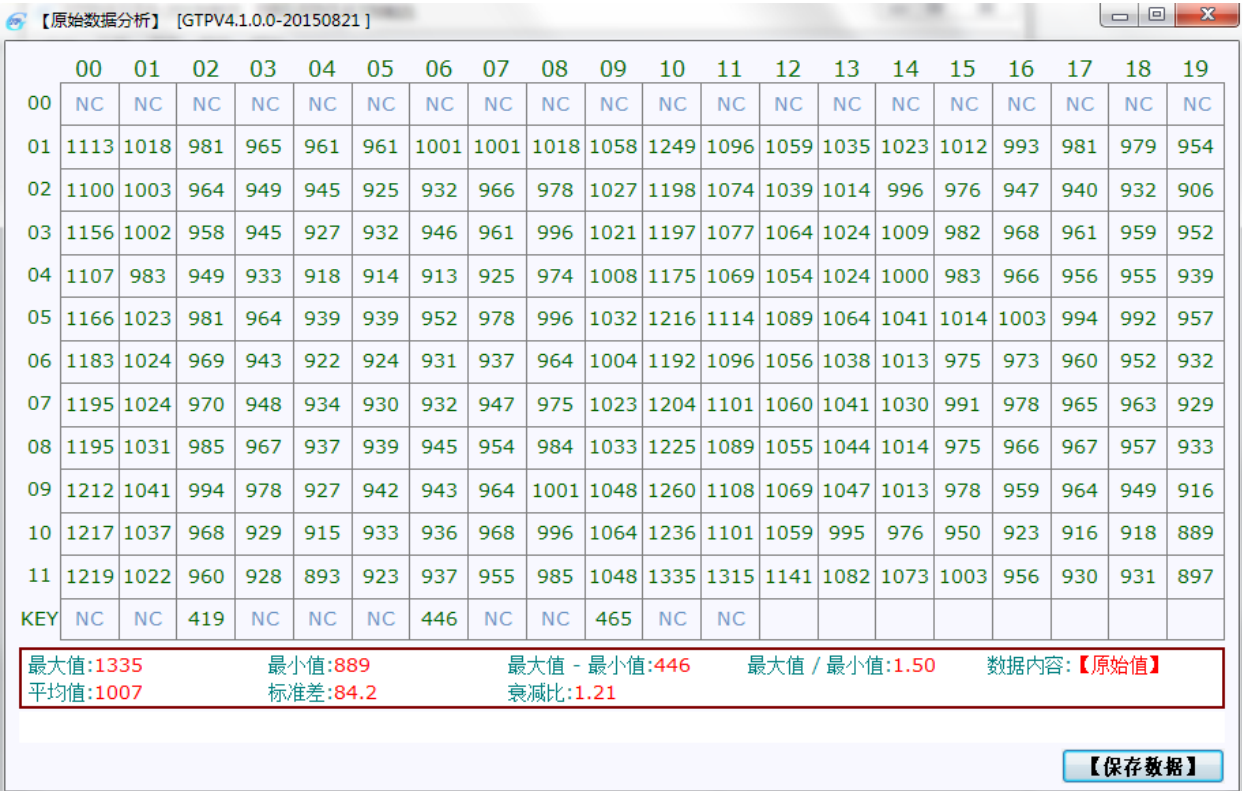 【原始数据分析】 [GTPV4.1.0.0-20150821 ]
00 01 02 03 04 05 06 07 08 09 10 11 12 13 14 15 16 17 18 19
00 NC NC NC NC NC NC NC NC NC NC NC NC NC NC NC NC NC NC NC NC
01 1113 1018 981 965 961 961 1001 1001 1018 1058 1249 1096 1059 1035 1023 1012 993 981 979 954
02 1100 1003 964 949 945 925 932 966 978 1027 1198 1074 1039 1014 996 976 947 940 932 906
03 1156 1002 958 945 927 932 946 961 996 1021 1197 1077 1064 1024 1009 982 968 961 959 952
04 1107 983 949 933 918 914 913 925 974 1008 1175 1069 1054 1024 1000 983 966 956 955 939
05 1166 1023 981 964 939 939 952 978 996 1032 1216 1114 1089 1064 1041 1014 1003 994 992 957
06 1183 1024 969 943 922 924 931 937 964 1004 1192 1096 1056 1038 1013 975 973 960 952 932
07 1195 1024 970 948 934 930 932 947 975 1023 1204 1101 1060 1041 1030 991 978 965 963 929
08 1195 1031 985 967 937 939 945 954 984 1033 1225 1089 1055 1044 1014 975 966 967 957 933
09 1212 1041 994 978 927 942 943 964 1001 1048 1260 1108 1069 1047 1013 978 959 964 949 916
10 1217 1037 968 929 915 933 936 968 996 1064 1236 1101 1059 995 976 950 923 916 918 889
11 1219 1022 960 928 893 923 937 955 985 1048 1335 1315 1141 1082 1073 1003 956 930 931 897
KEY NC NC 419 NC NC NC 446 NC NC 465 NC NC
最大值:1335 最小值:889 最大值 - 最小值:446 最大值 / 最小值:1.50 数据内容:【原始值】
平均值:1007 标准差:84.2 衰减比:1.21
【保存数据】